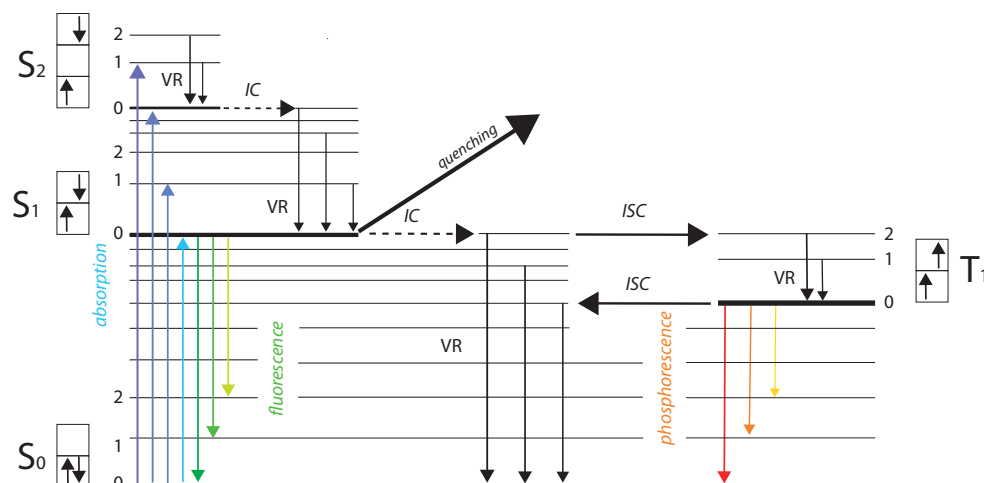 2
S2
1
VR
IC
0
quenching
2
S1
1
VR
IC
ISC
0
2
absorption
1
T1
VR
ISC
0
fluorescence
VR
phosphorescence
2
1
S0
0